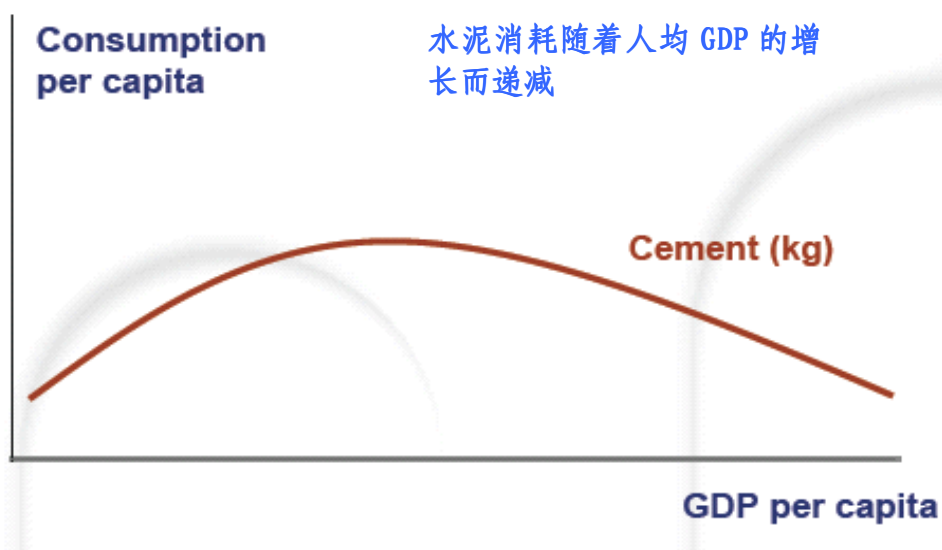 Consumption
per capita
水泥消耗随着人均 GDP 的增
长而递减
Cement (kg)
GDP per capita